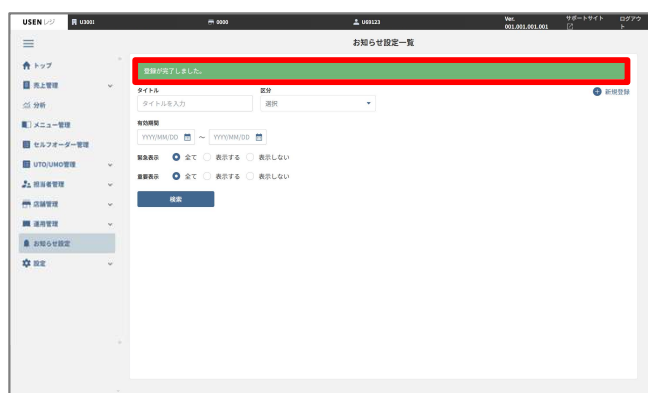 USEN レジ U3001 0000 U69123 Ver. 001.001.001.001 サポートサイト ログアウト
お知らせ設定一覧
トップ
売上管理
分析
メニュー管理
セルフオーダー管理
UTO/UMO管理
担当者管理
店舗管理
運用管理
お知らせ設定
設定
登録が完了しました。
タイトル 区分 新規登録
タイトルを入力 選択
有効期間
YYYY/MM/DD ～ YYYY/MM/DD
緊急表示 全て 表示する 表示しない
重要表示 全て 表示する 表示しない
検索